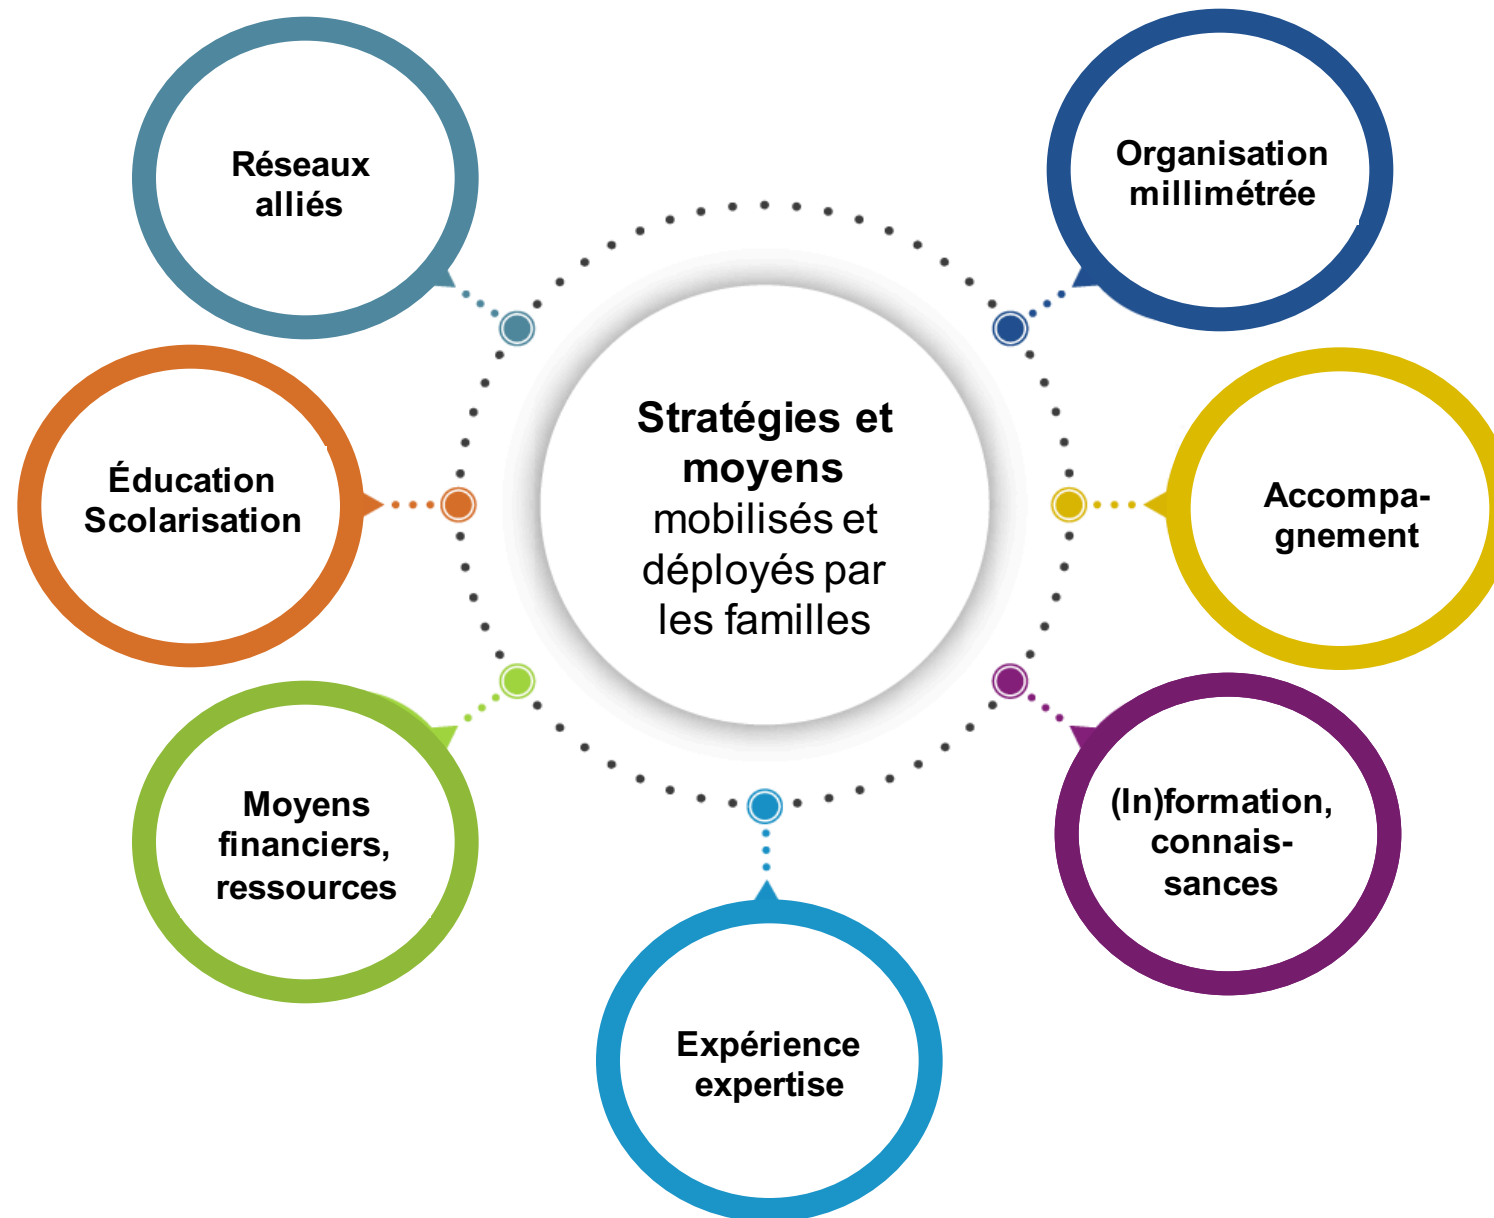 Réseaux
alliés
Organisation
millimétrée
Stratégies et
moyens
mobilisés et
déployés par
les familles
Éducation
Scolarisation
Accompa-
gnement
Moyens
financiers,
ressources
(In)formation,
connais-
sances
Expérience
expertise